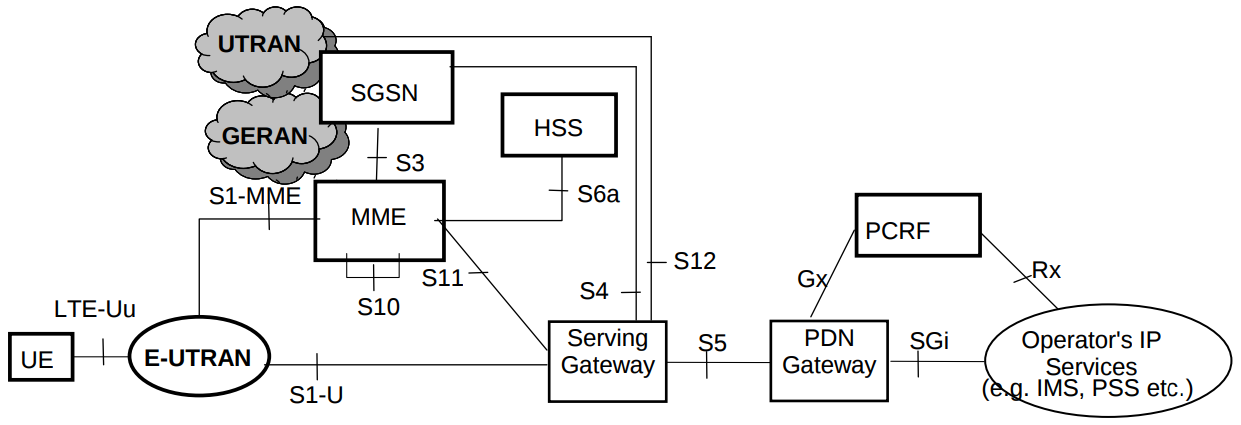 UTRAN
SGSN
HSS
GERAN
S3
S1-MME
S6a
MME
PCRF
S12
Rx
S11
Gx
S4
S10
LTE-Uu
Serving
Gateway
PDN
Gateway
Operator's IP
Services
(e.g. IMS, PSS etc.)
S5
SGi
UE
E-UTRAN
S1-U